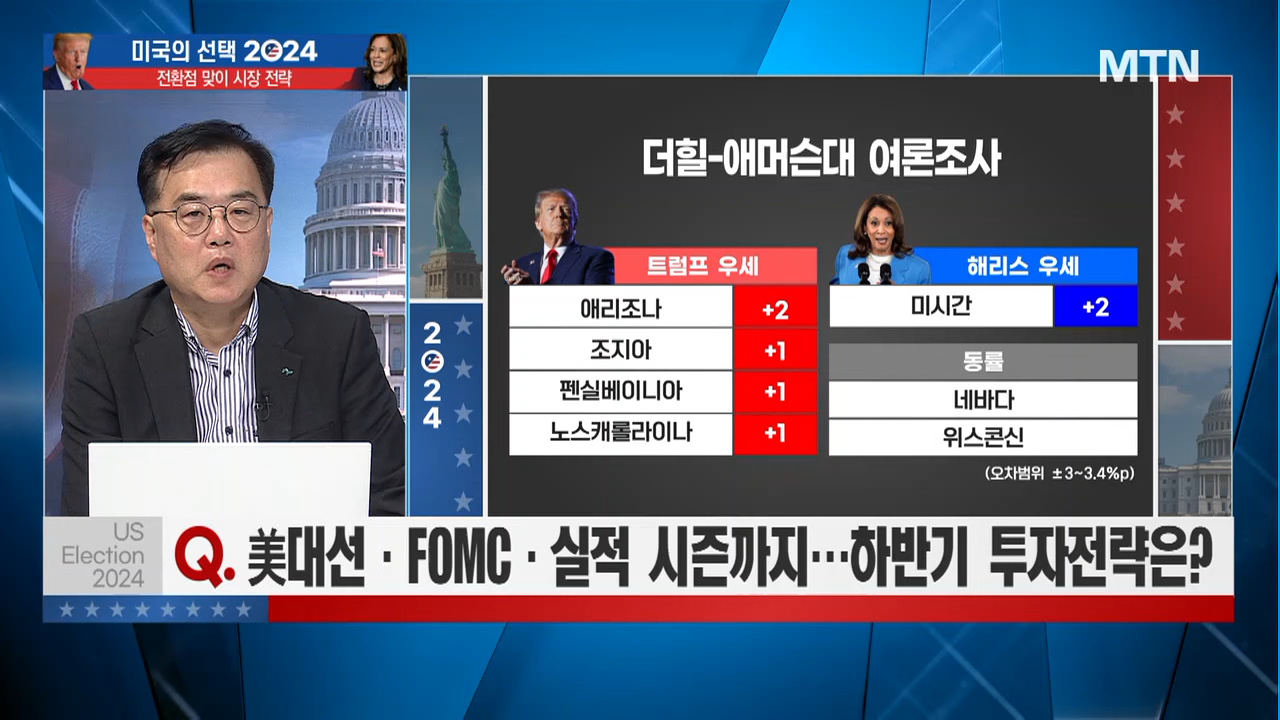 미국의 선택 2024
전환점 맞이 시장 전략
MTN
2024
더힐-애머슨대 여론조사
트럼프 우세
애리조나 +2
조지아 +1
펜실베이니아 +1
노스캐롤라이나 +1
해리스 우세
미시간 +2
동률
네바다
위스콘신
(오차범위 ±3~3.4%p)
US
Election
2024
Q. 美대선·FOMC·실적 시즌까지…하반기 투자전략은?